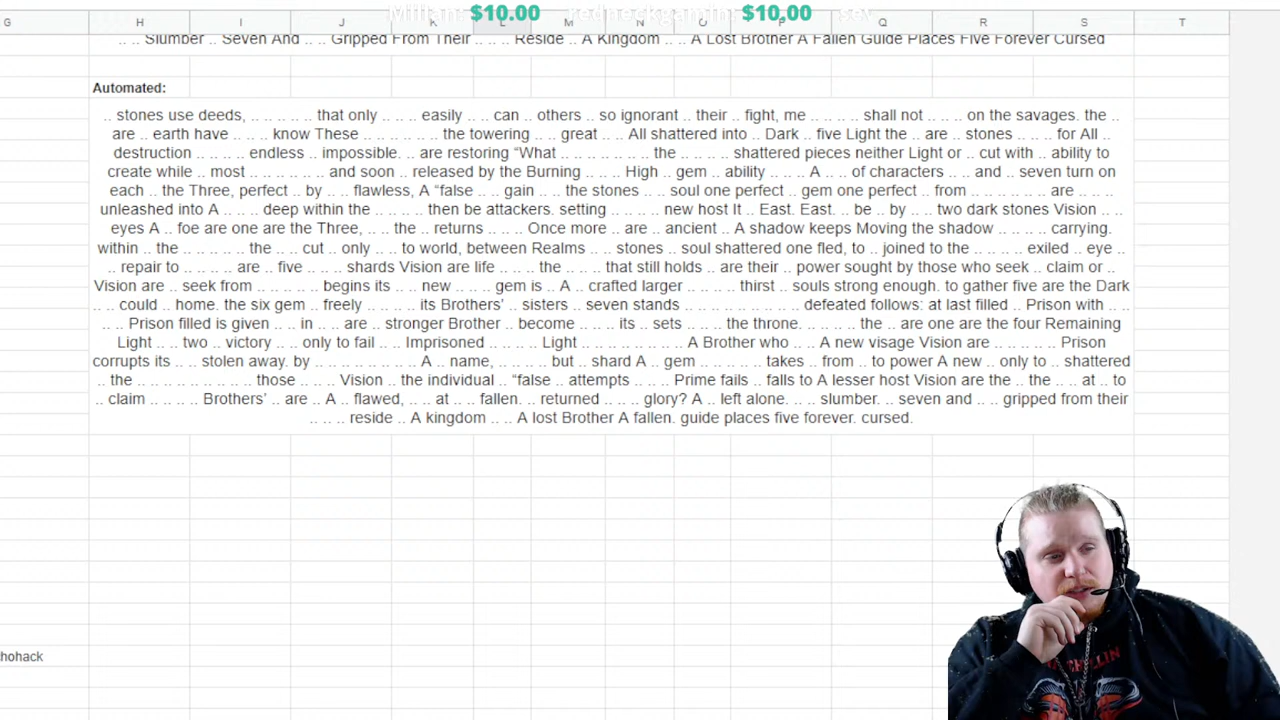 Millan: $10.00 redneckgamin: $10.00 sev
G H I J K L M N O P Q R S T
.. .. Slumber .. Seven And .. .. Gripped From Their .. .. .. Reside .. A Kingdom .. .. A Lost Brother A Fallen Guide Places Five Forever Cursed
Automated:
.. stones use deeds, .. .. .. .. .. that only .. .. .. easily .. .. can .. others .. so ignorant .. their .. fight, me .. .. .. .. shall not .. .. on the savages. the ..
are .. earth have .. .. .. know These .. .. .. .. .. the towering .. .. great .. .. All shattered into .. Dark .. five Light the .. are .. stones .. .. .. for All ..
destruction .. .. .. .. endless .. impossible. .. are restoring “What .. .. .. .. .. .. the .. .. .. .. shattered pieces neither Light or .. cut with .. ability to
create while .. most .. .. .. .. and soon .. released by the Burning .. .. .. High .. gem .. ability .. .. .. A .. .. of characters .. .. and .. seven turn on
each .. the Three, perfect .. by .. .. flawless, A “false .. .. gain .. .. the stones .. .. soul one perfect .. gem one perfect .. from .. .. .. .. are .. ..
unleashed into A .. .. .. deep within the .. .. .. .. then be attackers. setting .. .. .. .. new host It .. East. East. .. be .. by .. .. two dark stones Vision .. ..
eyes A .. foe are one are the Three, .. .. the .. returns .. .. Once more .. are .. ancient .. A shadow keeps Moving the shadow .. .. .. .. carrying.
within .. the .. .. .. .. the .. .. cut .. only .. .. to world, between Realms .. .. stones .. soul shattered one fled, to .. joined to the .. .. .. exiled .. eye ..
.. repair to .. .. .. .. are .. five .. .. .. shards Vision are life .. .. .. the .. .. .. that still holds .. are their .. power sought by those who seek .. claim or ..
Vision are .. seek from .. .. .. .. .. begins its .. new .. .. gem is .. A .. crafted larger .. .. .. .. thirst .. souls strong enough. to gather five are the Dark
.. .. could .. home. the six gem .. freely .. .. .. its Brothers’ .. sisters .. seven stands .. .. .. .. .. .. .. defeated follows: at last filled .. Prison with .. ..
.. .. Prison filled is given .. .. in .. .. are .. stronger Brother .. become .. .. .. its .. sets .. .. .. the throne. .. .. .. the .. are one are the four Remaining
Light .. .. two .. victory .. .. only to fail .. .. Imprisoned .. .. .. Light .. .. .. .. .. .. .. A Brother who .. .. A new visage Vision are .. .. .. .. Prison
corrupts its .. .. stolen away. by .. .. .. .. .. .. .. A .. name, .. .. .. but .. shard A .. gem .. .. .. .. takes .. from .. .. to power A new .. only to .. shattered
.. the .. .. .. .. .. .. .. .. those .. .. .. Vision .. the individual .. “false .. attempts .. .. .. Prime fails .. falls to A lesser host Vision are the .. the .. .. at .. to
.. claim .. .. .. .. Brothers’ .. are .. A .. flawed, .. .. at .. .. fallen. .. returned .. .. .. glory? A .. left alone. .. .. slumber. .. seven and .. .. gripped from their
.. .. .. reside .. A kingdom .. .. A lost Brother A fallen. guide places five forever. cursed.
hohack